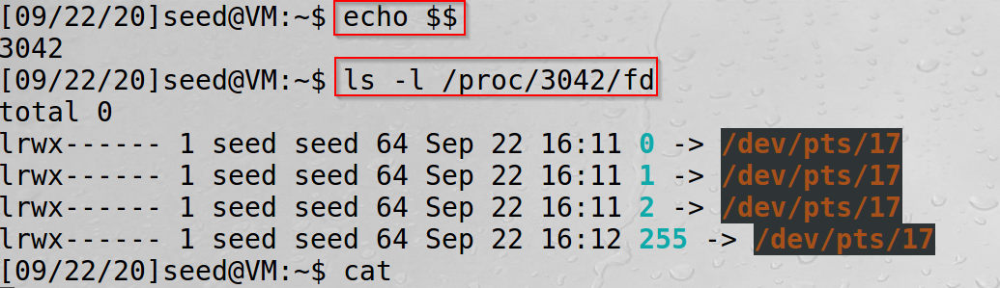 [09/22/20]seed@VM:~$ echo $$
3042
[09/22/20]seed@VM:~$ ls -l /proc/3042/fd
total 0
lrwx------ 1 seed seed 64 Sep 22 16:11 0 -> /dev/pts/17
lrwx------ 1 seed seed 64 Sep 22 16:11 1 -> /dev/pts/17
lrwx------ 1 seed seed 64 Sep 22 16:11 2 -> /dev/pts/17
lrwx------ 1 seed seed 64 Sep 22 16:12 255 -> /dev/pts/17
[09/22/20]seed@VM:~$ cat